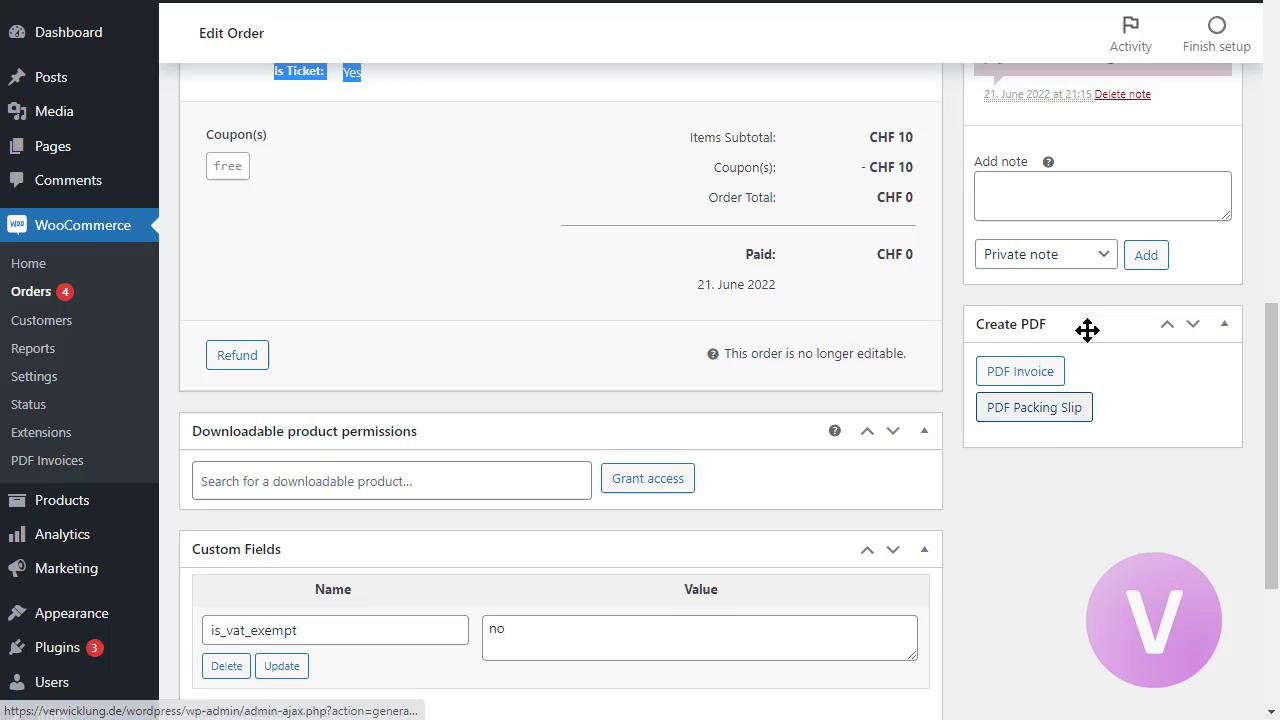 Dashboard
Posts
Media
Pages
Comments
woo WooCommerce
Home
Orders 4
Customers
Reports
Settings
Status
Extensions
PDF Invoices
Products
Analytics
Marketing
Appearance
Plugins 3
Users
Edit Order
Activity
Finish setup
Is Ticket: Yes
Coupon(s)
free
Items Subtotal: CHF 10
Coupon(s): - CHF 10
Order Total: CHF 0
Paid: CHF 0
21. June 2022
Refund
This order is no longer editable.
Downloadable product permissions
Search for a downloadable product...
Grant access
Custom Fields
Name Value
is_vat_exempt no
Delete Update
21. June 2022 at 21:15 Delete note
Add note
Private note Add
Create PDF
PDF Invoice
PDF Packing Slip
V
https://verwicklung.de/wordpress/wp-admin/admin-ajax.php?action=genera...